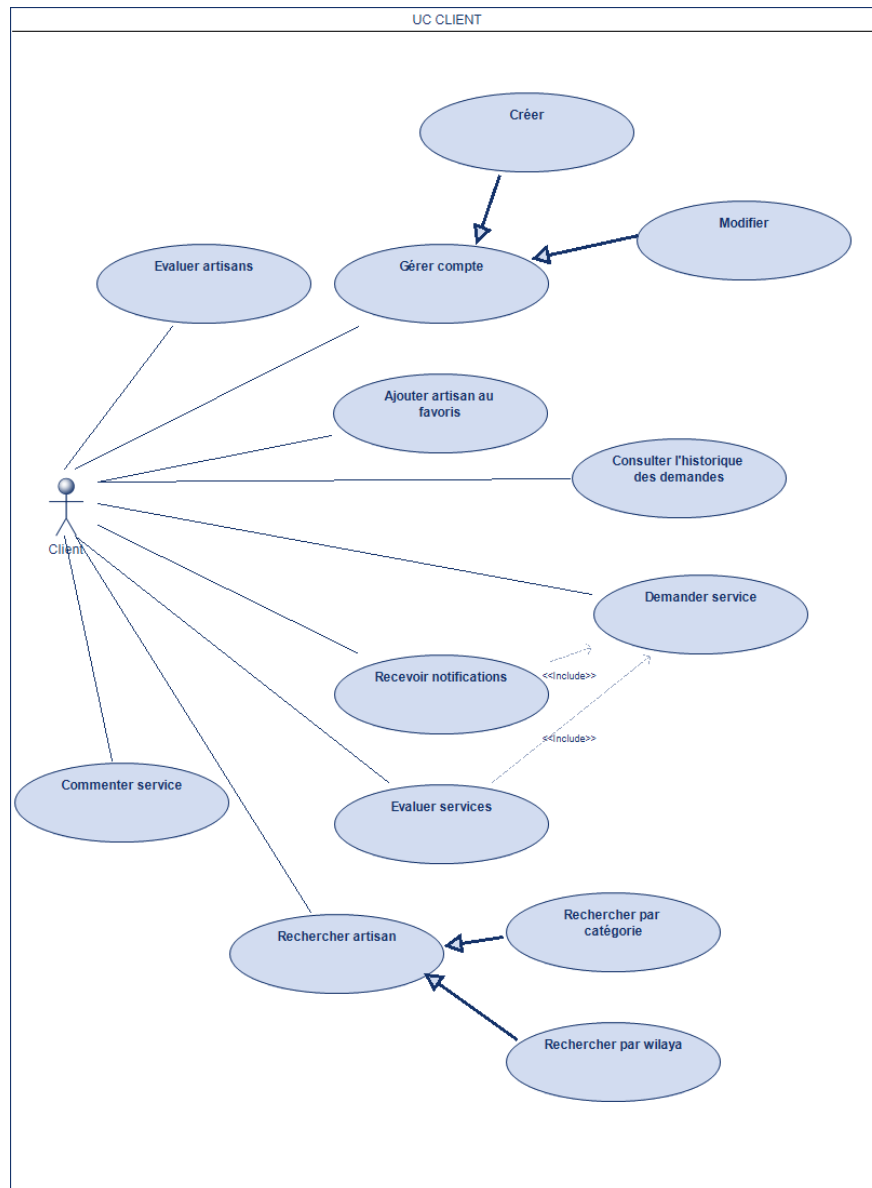 UC CLIENT
Créer
Modifier
Evaluer artisans
Gérer compte
Ajouter artisan au
favoris
Consulter l'historique
des demandes
Client
Demander service
Recevoir notifications
<<Include>>
<<Include>>
Commenter service
Evaluer services
Rechercher artisan
Rechercher par
catégorie
Rechercher par wilaya